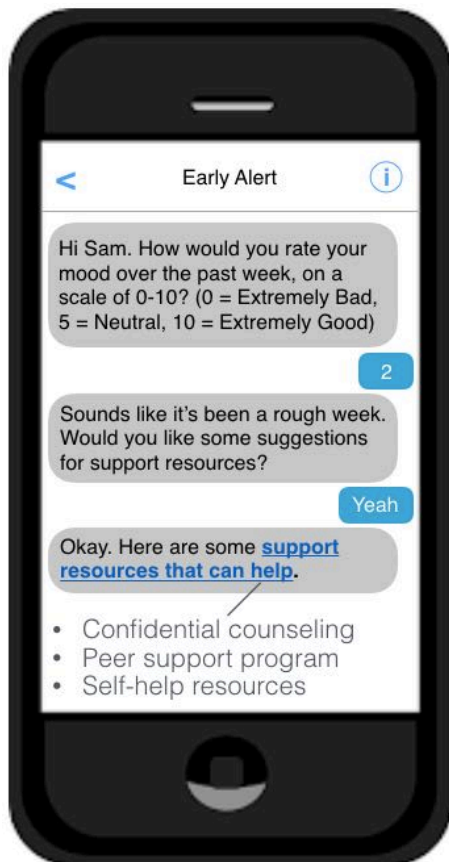 <
Early Alert
i
Hi Sam. How would you rate your
mood over the past week, on a
scale of 0-10? (0 = Extremely Bad,
5 = Neutral, 10 = Extremely Good)
2
Sounds like it’s been a rough week.
Would you like some suggestions
for support resources?
Yeah
Okay. Here are some support
resources that can help.
• Confidential counseling
• Peer support program
• Self-help resources